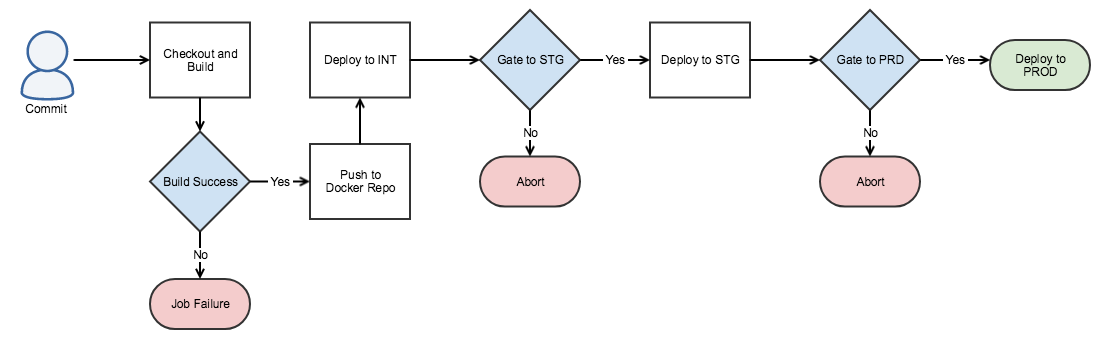 Commit
Checkout and
Build
Build Success
No
Job Failure
Yes
Push to
Docker Repo
Deploy to INT
Gate to STG
No
Abort
Yes
Deploy to STG
Gate to PRD
No
Abort
Yes
Deploy to
PROD